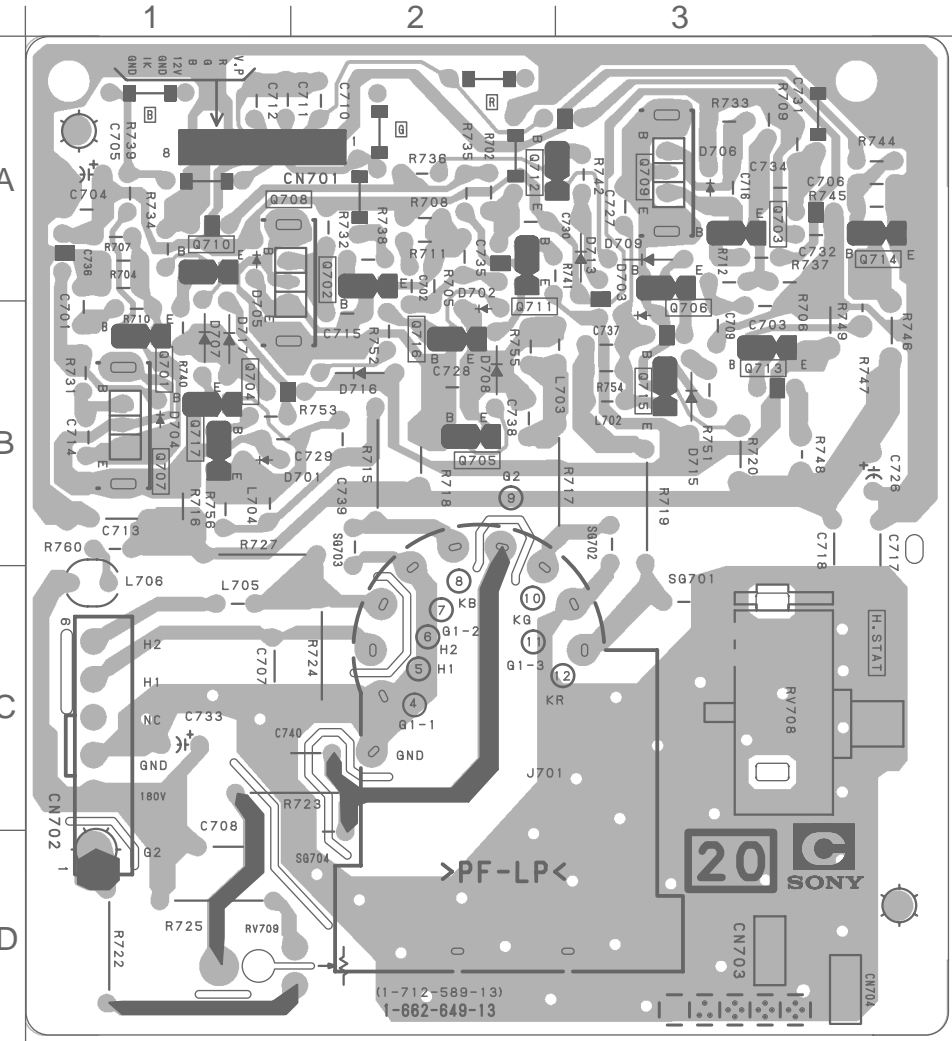 1
2
3
A
B
C
D
GND
IK
GND
12V
B
G
R
V.P
B
G
R
8
CN701
C705
R739
C704
R734
C712
C711
C710
R732
R738
R736
R735
R702
R708
R711
Q712
R742
C730
C727
Q709
R733
D706
C716
C734
R709
C731
R744
C706
R745
Q703
C732
R737
Q714
R712
Q708
Q710
Q702
R707
R704
C736
C701
R710
D705
C715
C702
R705
C735
D702
Q711
R741
D713
D709
D703
Q706
C737
C709
C703
R706
R749
R746
R747
Q713
B
E
R731
C714
Q701
R740
D707
D717
Q704
R752
D716
Q716
C728
D708
R755
L703
R754
L702
Q715
Q707
D704
Q717
R753
C729
D701
L704
R756
R716
C739
R715
R718
Q705
C738
G2
9
R717
R719
R751
D715
R720
R748
C726
C713
R760
R727
L706
L705
SG703
SG702
SG701
C718
C717
8
KB
7
G1-2
6
H2
5
H1
4
G1-1
GND
10
KG
11
G1-3
12
KR
H.STAT
RV708
6
H2
H1
NC
GND
180V
G2
1
CN702
C707
R724
C733
C740
J701
R723
C708
SG704
>PF-LP<
20
C
SONY
R725
RV709
R722
CN703
CN704
(1-712-589-13)
1-662-649-13